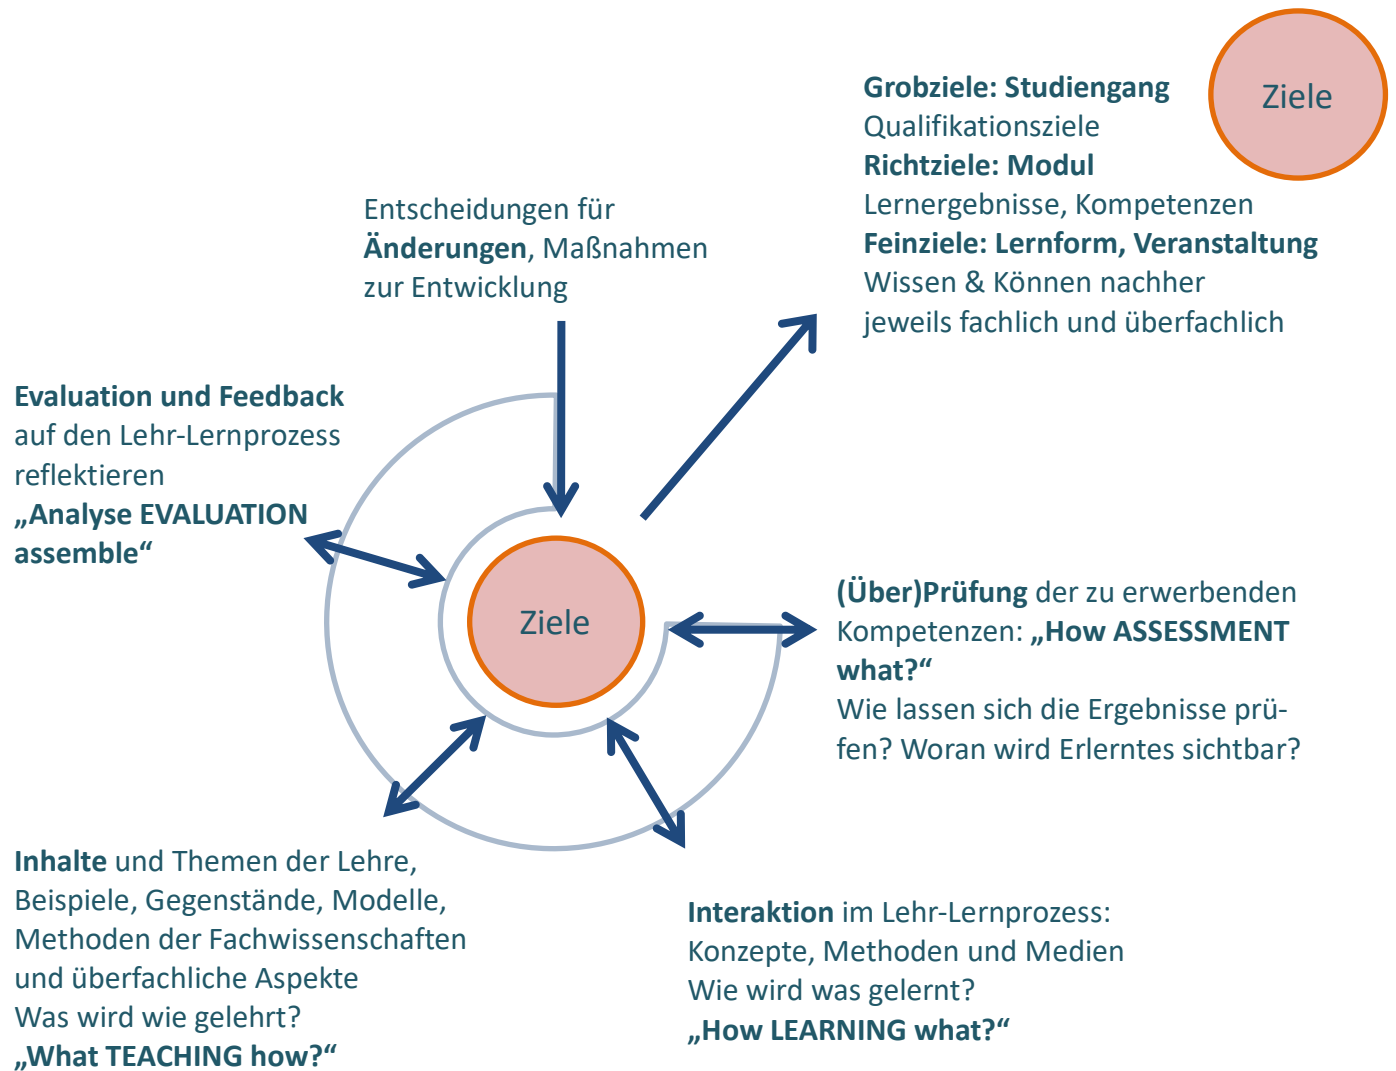 Ziele
Grobziele: Studiengang
Qualifikationsziele
Richtziele: Modul
Lernergebnisse, Kompetenzen
Feinziele: Lernform, Veranstaltung
Wissen & Können nachher
jeweils fachlich und überfachlich
Entscheidungen für
Änderungen, Maßnahmen
zur Entwicklung
Evaluation und Feedback
auf den Lehr-Lernprozess
reflektieren
„Analyse EVALUATION
assemble“
Ziele
(Über)Prüfung der zu erwerbenden
Kompetenzen: „How ASSESSMENT
what?“
Wie lassen sich die Ergebnisse prü-
fen? Woran wird Erlerntes sichtbar?
Inhalte und Themen der Lehre,
Beispiele, Gegenstände, Modelle,
Methoden der Fachwissenschaften
und überfachliche Aspekte
Was wird wie gelehrt?
„What TEACHING how?“
Interaktion im Lehr-Lernprozess:
Konzepte, Methoden und Medien
Wie wird was gelernt?
„How LEARNING what?“